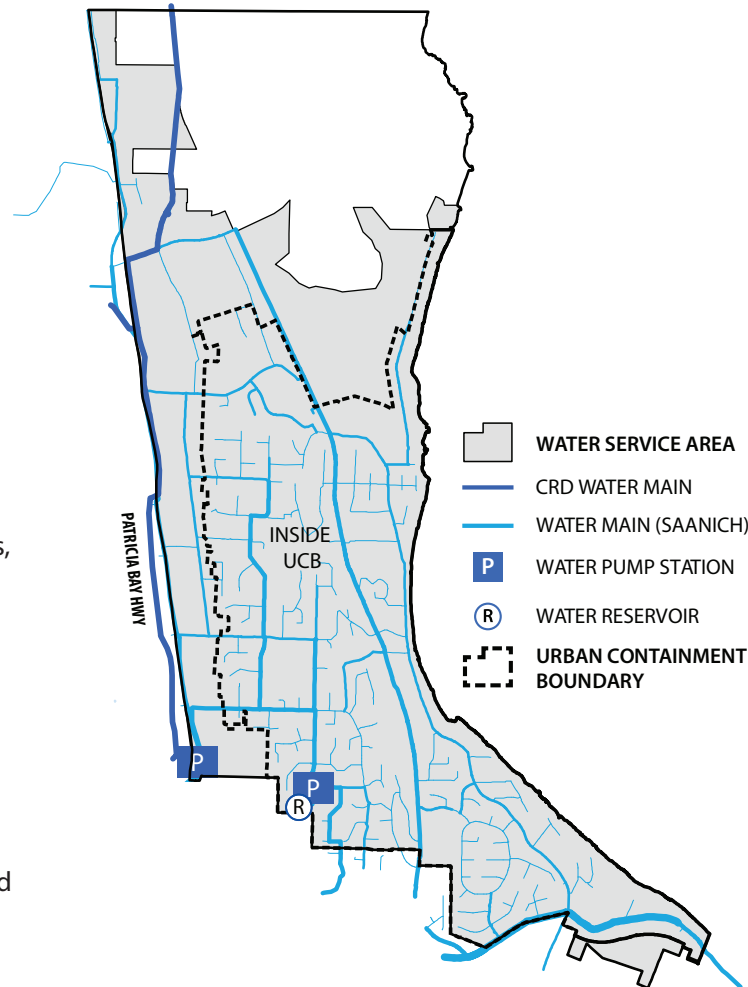 WATER SERVICE AREA
CRD WATER MAIN
WATER MAIN (SAANICH)
P WATER PUMP STATION
R WATER RESERVOIR
URBAN CONTAINMENT
BOUNDARY
INSIDE
UCB
PATRICIA BAY HWY
s,
d
P
P
R